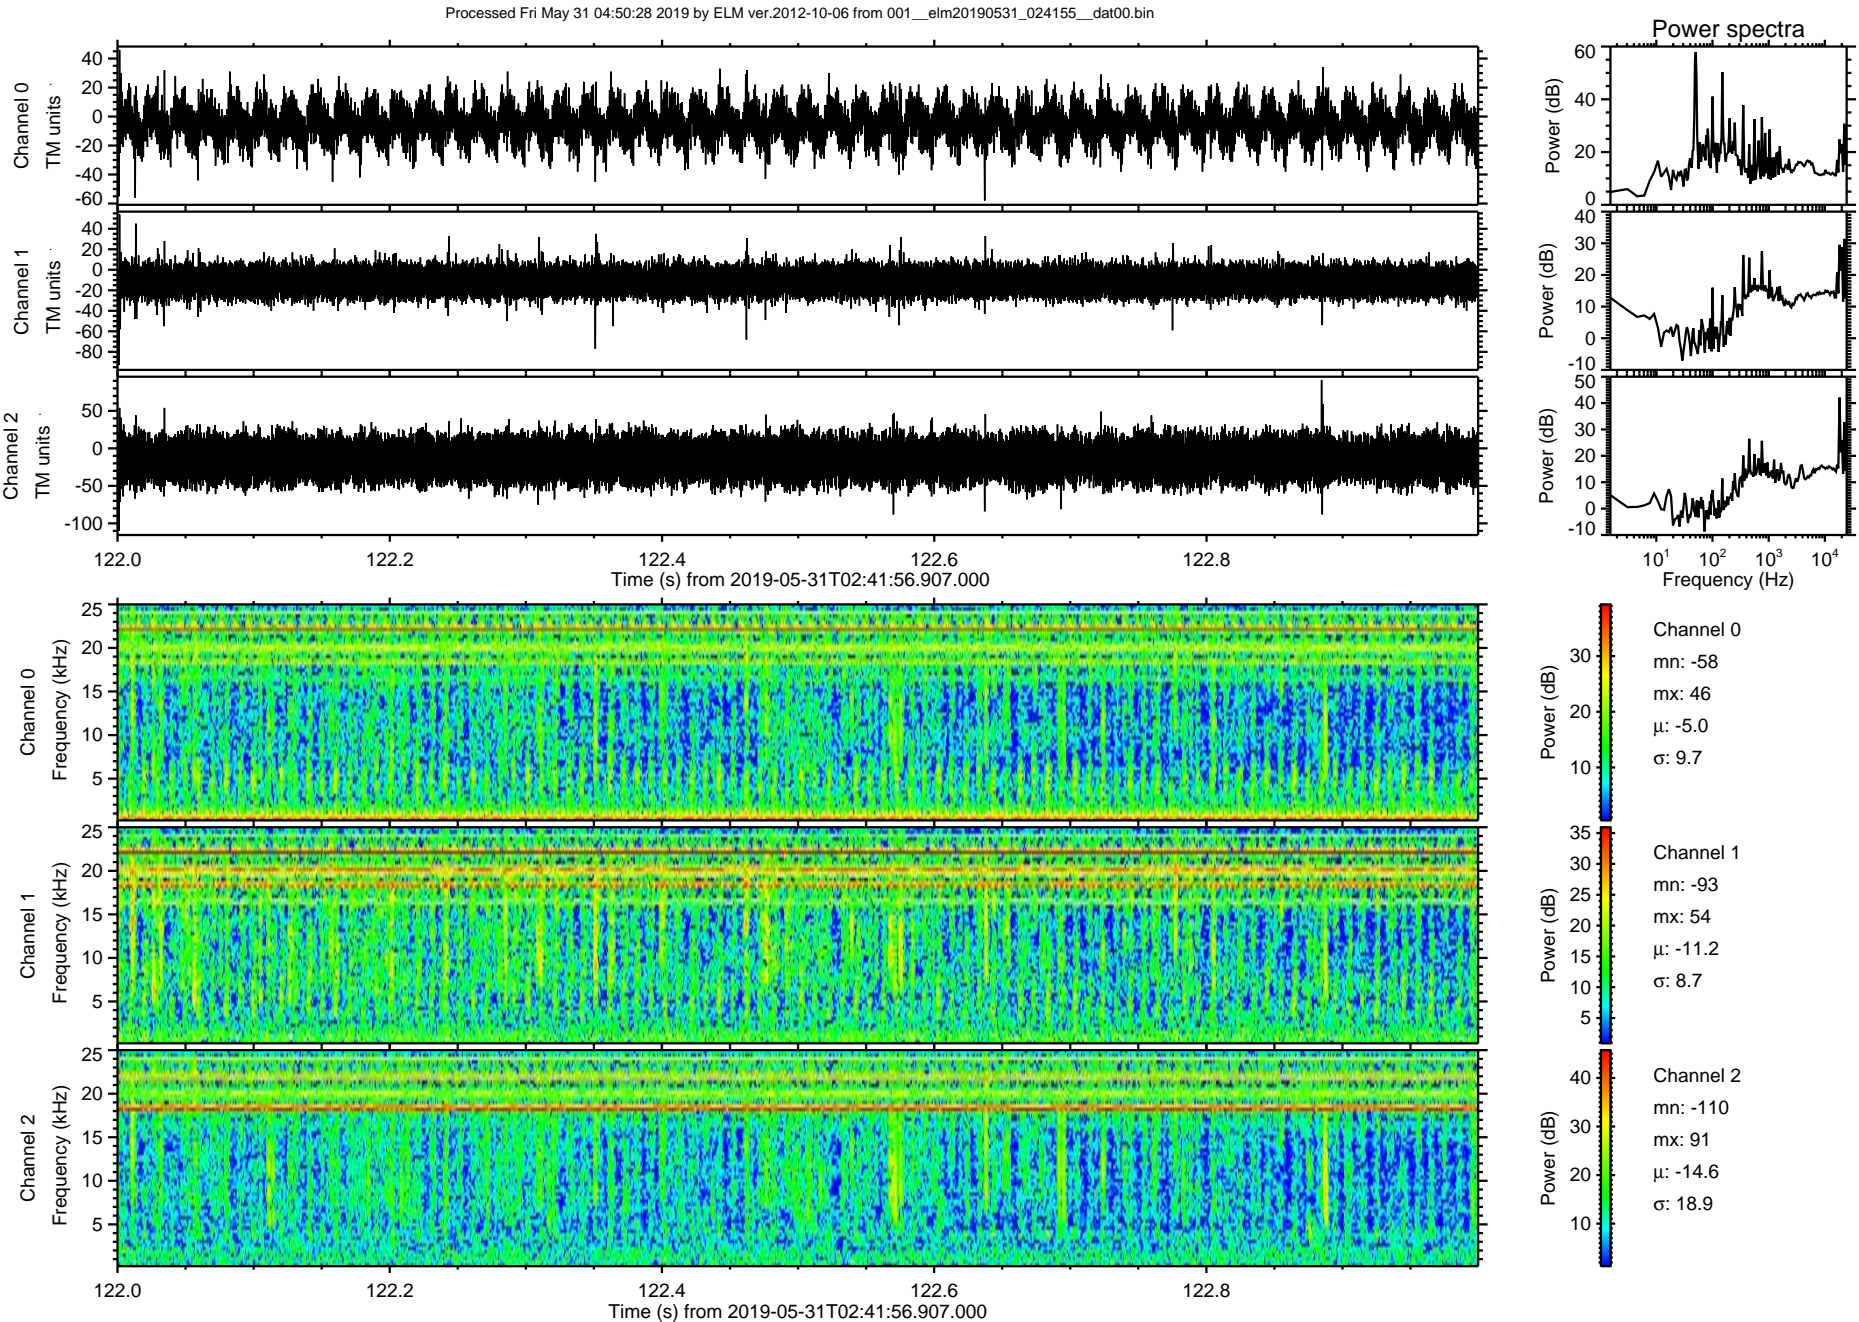 Processed Fri May 31 04:50:28 2019 by ELM ver.2012-10-06 from 001__elm20190531_024155__dat00.bin
Power spectra
Channel 0
TM units
40
20
0
-20
-40
-60
Power (dB)
60
40
20
0
Channel 1
TM units
40
20
0
-20
-40
-60
-80
Power (dB)
40
30
20
10
0
-10
Channel 2
TM units
50
0
-50
-100
Power (dB)
50
40
30
20
10
0
-10
122.0 122.2 122.4 122.6 122.8
Time (s) from 2019-05-31T02:41:56.907.000
10¹ 10² 10³ 10⁴
Frequency (Hz)
Channel 0
Frequency (kHz)
25
20
15
10
5
Power (dB)
30
20
10
Channel 0
mn: -58
mx: 46
µ: -5.0
σ: 9.7
Channel 1
Frequency (kHz)
25
20
15
10
5
Power (dB)
35
30
25
20
15
10
5
Channel 1
mn: -93
mx: 54
µ: -11.2
σ: 8.7
Channel 2
Frequency (kHz)
25
20
15
10
5
Power (dB)
40
30
20
10
Channel 2
mn: -110
mx: 91
µ: -14.6
σ: 18.9
122.0 122.2 122.4 122.6 122.8
Time (s) from 2019-05-31T02:41:56.907.000